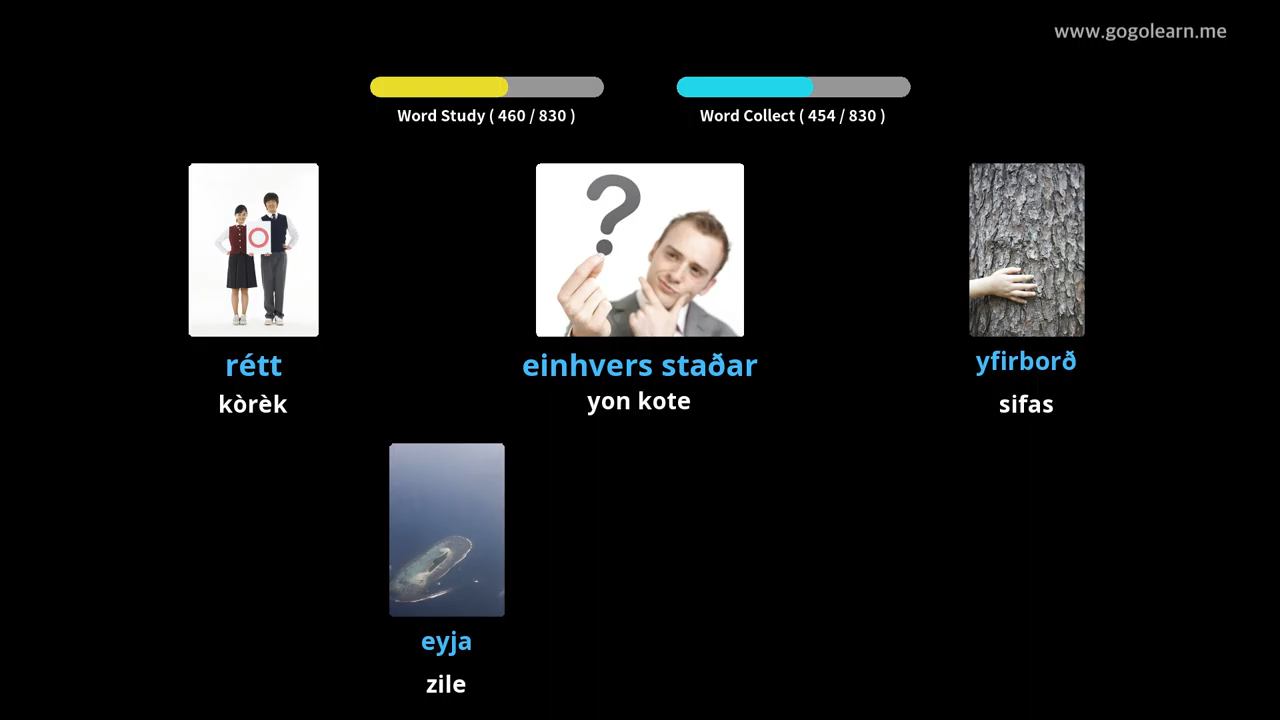 www.gogolearn.me
Word Study ( 460 / 830 )
Word Collect ( 454 / 830 )
rétt
kòrèk
einhvers staðar
yon kote
yfirborð
sifas
eyja
zile